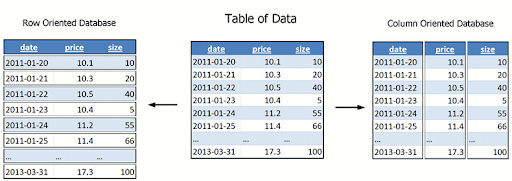 Row Oriented Database
date price size
2011-01-20 10.1 10
2011-01-21 10.3 20
2011-01-22 10.5 40
2011-01-23 10.4 5
2011-01-24 11.2 55
2011-01-25 11.4 66
... ... ...
2013-03-31 17.3 100
Table of Data
date price size
2011-01-20 10.1 10
2011-01-21 10.3 20
2011-01-22 10.5 40
2011-01-23 10.4 5
2011-01-24 11.2 55
2011-01-25 11.4 66
... ... ...
2013-03-31 17.3 100
Column Oriented Database
date price size
2011-01-20 10.1 10
2011-01-21 10.3 20
2011-01-22 10.5 40
2011-01-23 10.4 5
2011-01-24 11.2 55
2011-01-25 11.4 66
... ... ...
2013-03-31 17.3 100